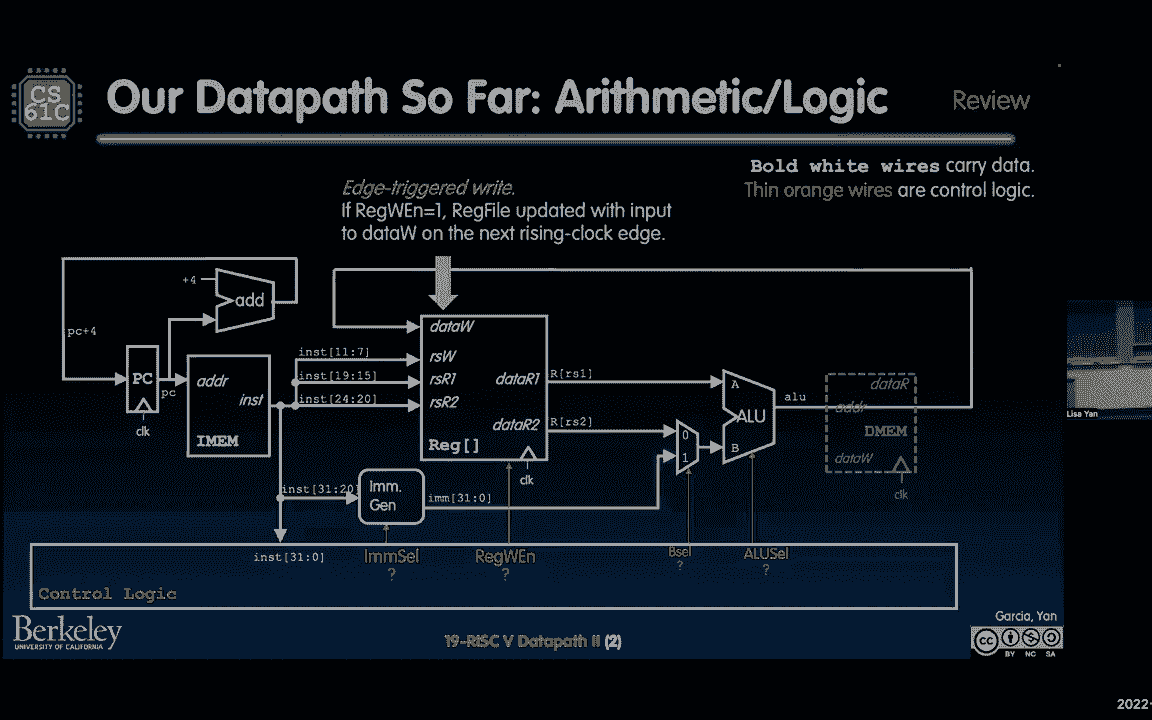 CS
61C
Our Datapath So Far: Arithmetic/Logic
Review
Bold white wires carry data.
Thin orange wires are control logic.
Edge-triggered write.
If RegWEn=1, RegFile updated with input
to dataW on the next rising-clock edge.
+4
add
pc+4
PC
pc
clk
addr
inst
IMEM
inst[11:7]
inst[19:15]
inst[24:20]
dataW
rsW
rsR1
rsR2
dataR1
dataR2
Reg[]
clk
R[rs1]
R[rs2]
0
1
A
ALU
B
alu
dataR
addr
DMEM
dataW
clk
inst[31:20]
Imm.
Gen
imm[31:0]
inst[31:0]
ImmSel
?
RegWEn
?
Bsel
?
ALUSel
?
Control Logic
Berkeley
UNIVERSITY OF CALIFORNIA
19-RISC V Datapath II (2)
Garcia, Yan
cc
BY NC SA
Lisa Yan
2022-